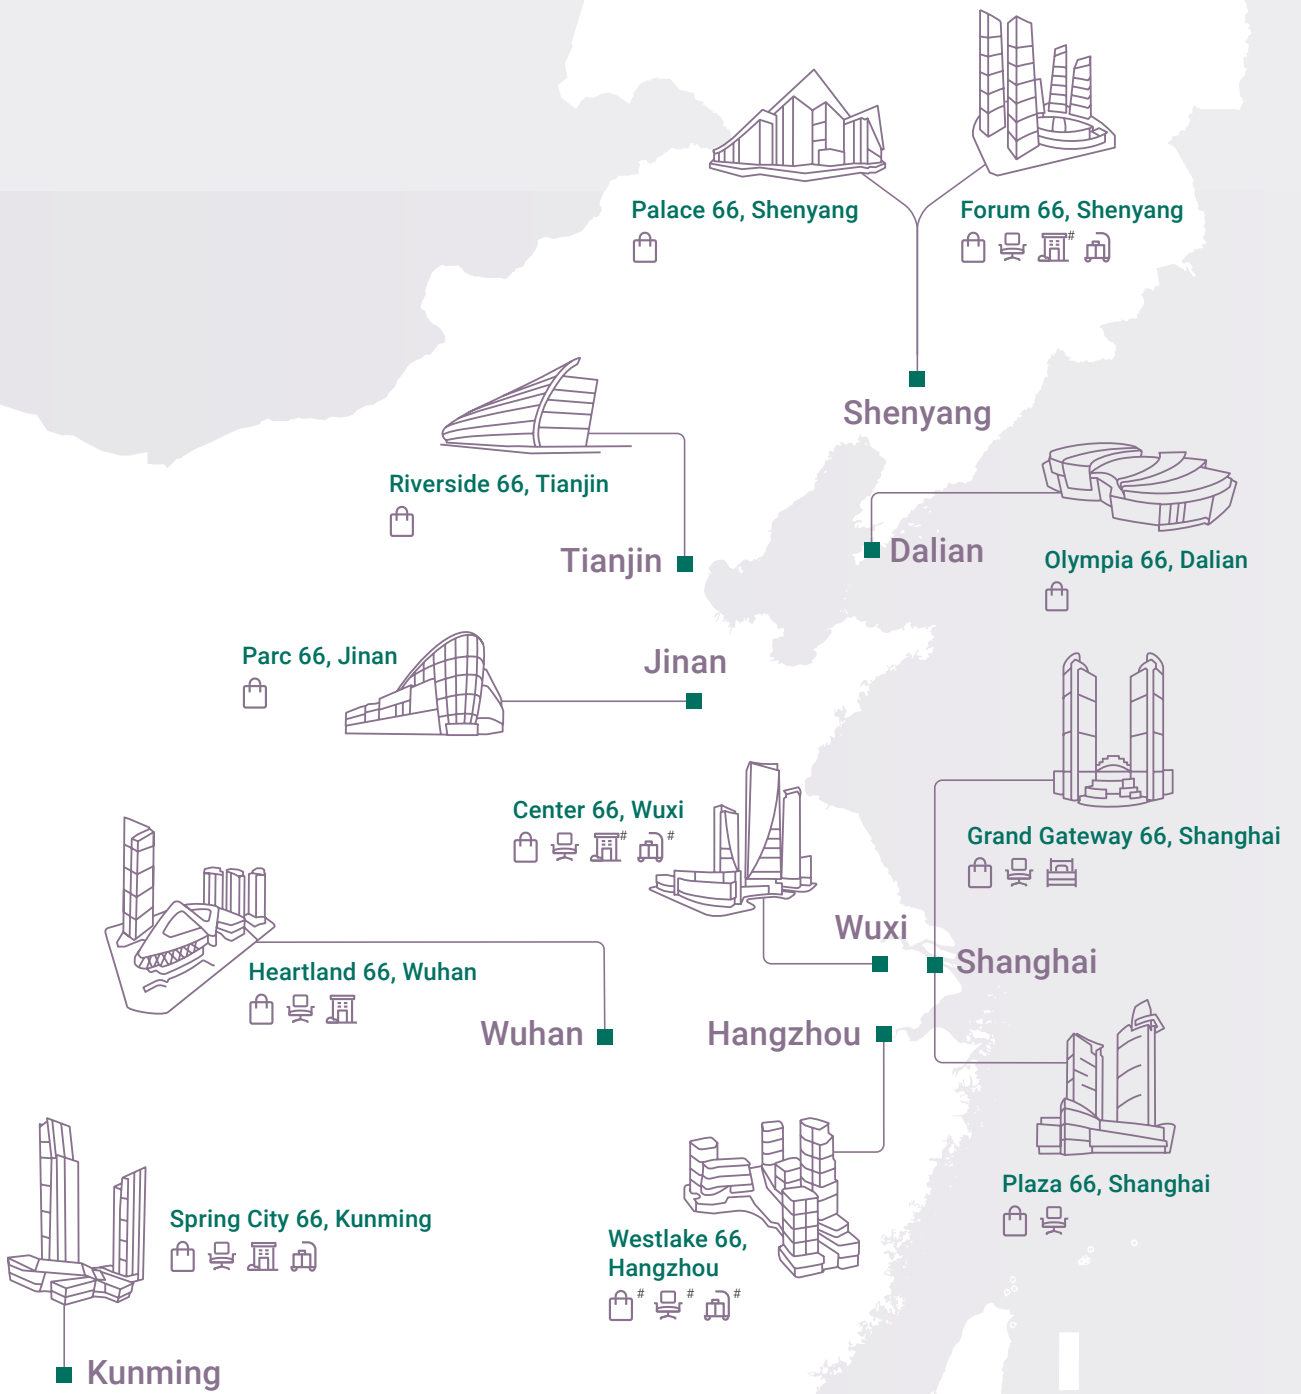 Palace 66, Shenyang
Forum 66, Shenyang
#
Shenyang
Riverside 66, Tianjin
Tianjin
Dalian
Olympia 66, Dalian
Parc 66, Jinan
Jinan
Center 66, Wuxi
# #
Grand Gateway 66, Shanghai
Wuxi
Shanghai
Heartland 66, Wuhan
Wuhan
Hangzhou
Plaza 66, Shanghai
Spring City 66, Kunming
Westlake 66,
Hangzhou
# # #
Kunming